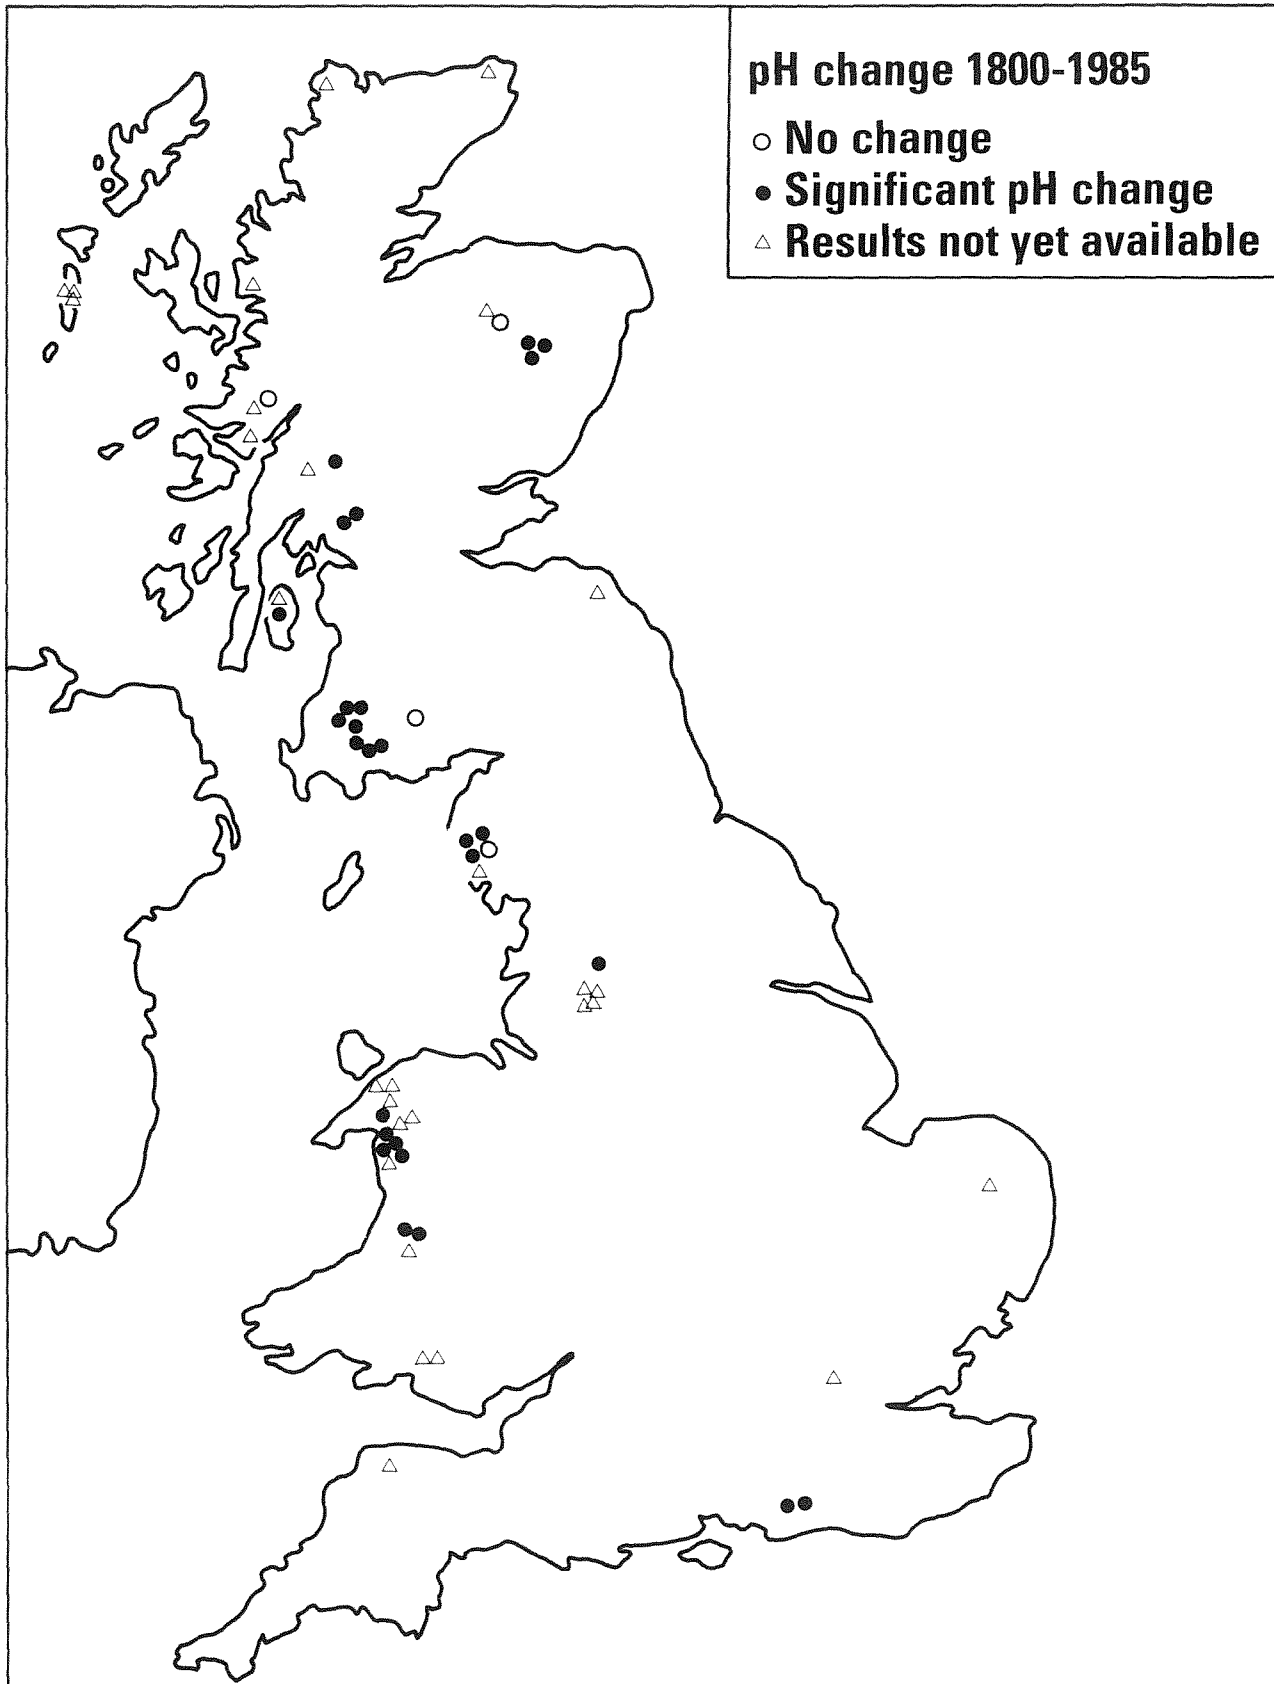 pH change 1800-1985
No change
Significant pH change
Results not yet available